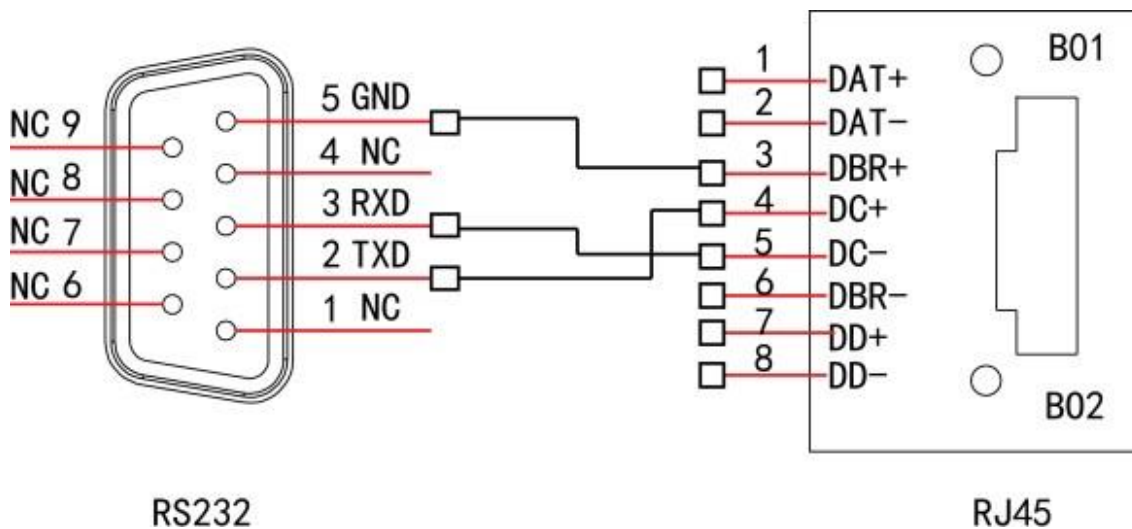 NC 9
NC 8
NC 7
NC 6
5 GND
4 NC
3 RXD
2 TXD
1 NC
1 DAT+
2 DAT-
3 DBR+
4 DC+
5 DC-
6 DBR-
7 DD+
8 DD-
B01
B02
RS232
RJ45